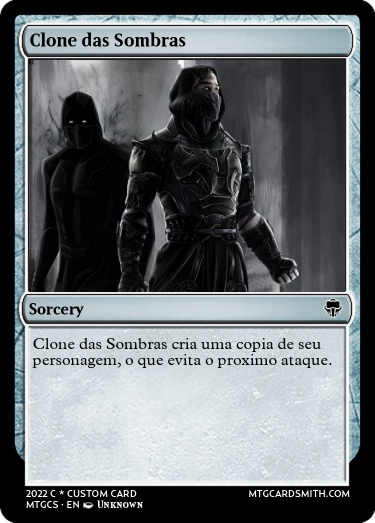 Clone das Sombras
Sorcery
Clone das Sombras cria uma copia de seu
personagem, o que evita o proximo ataque.
2022 C * CUSTOM CARD
MTGCARDSMITH.COM
MTGCS · EN UNKNOWN